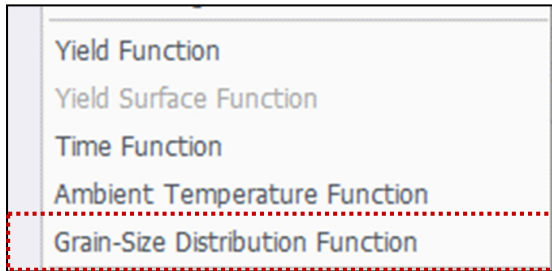 Yield Function
Yield Surface Function
Time Function
Ambient Temperature Function
Grain-Size Distribution Function